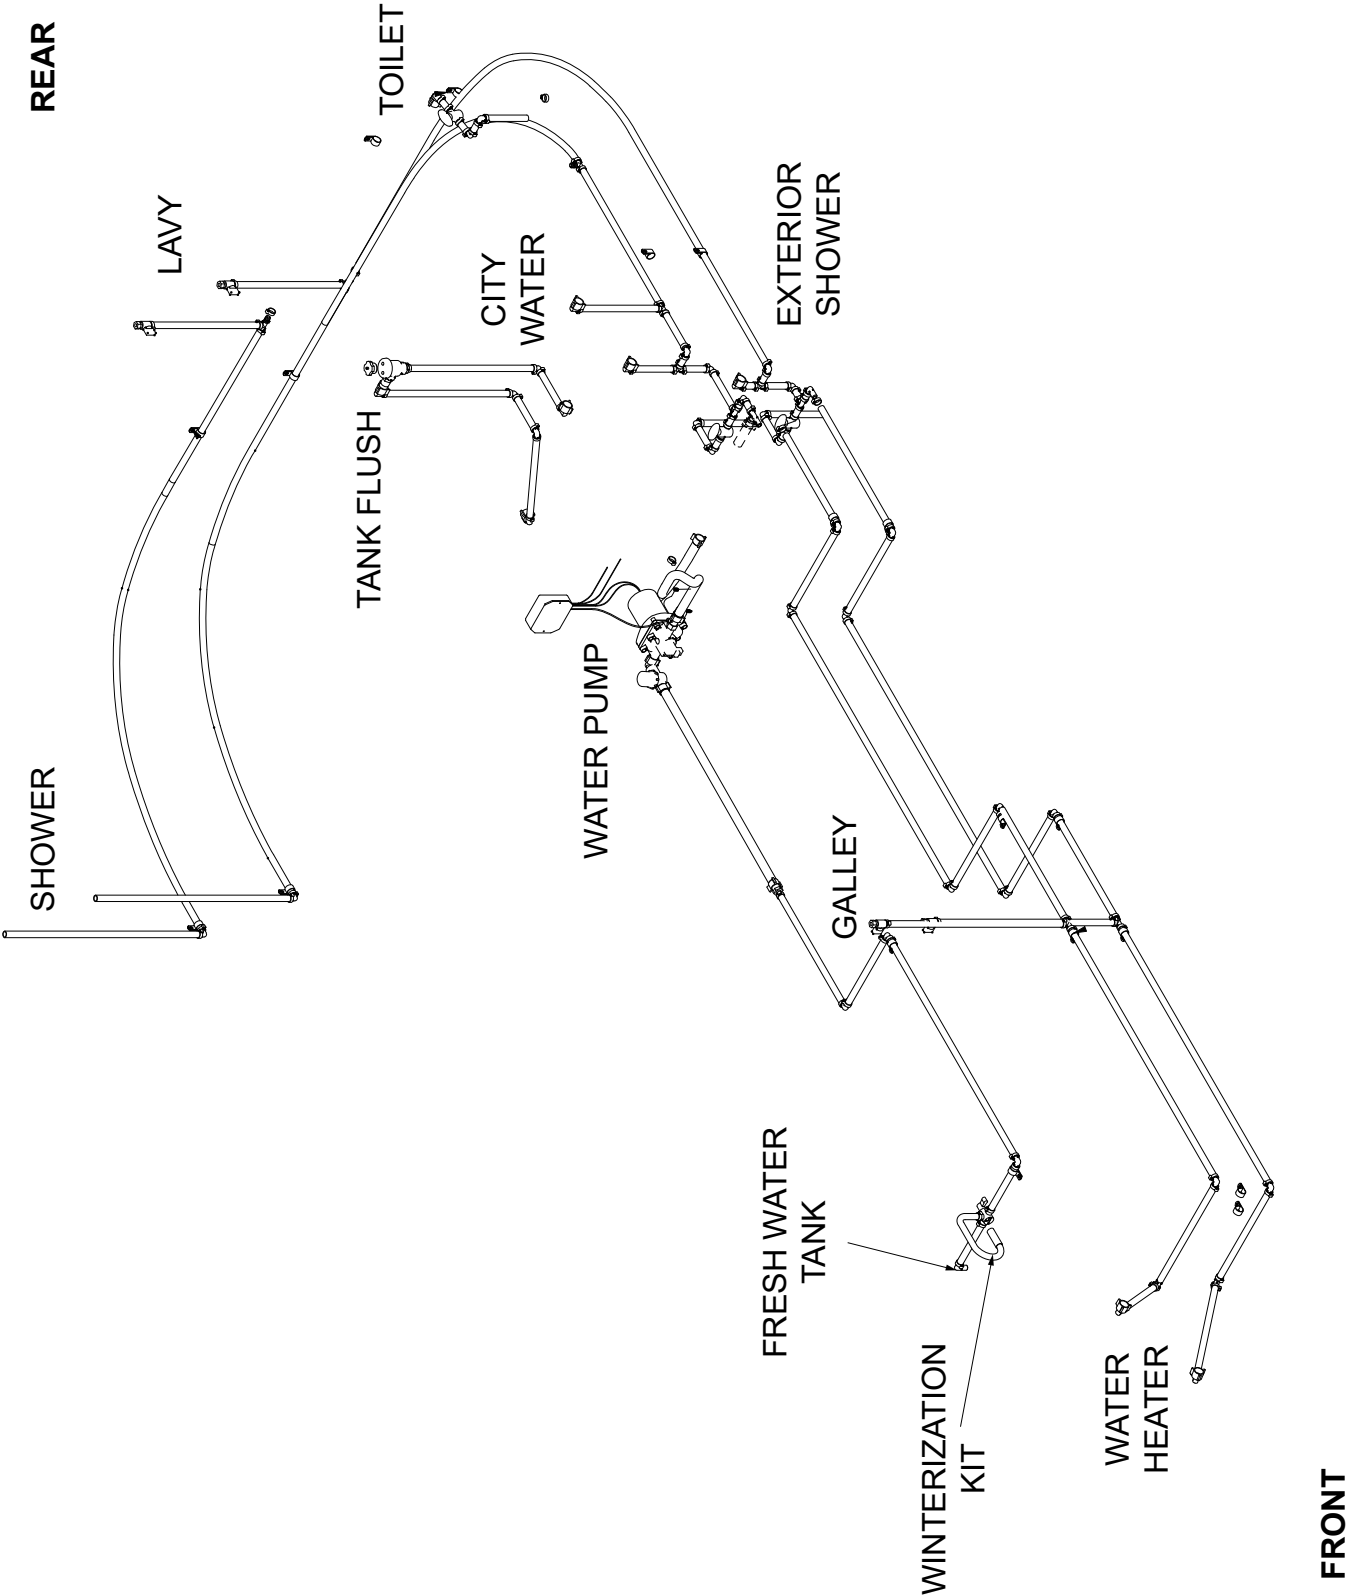 REAR
TOILET
LAVY
EXTERIOR
SHOWER
CITY
WATER
TANK FLUSH
WATER PUMP
SHOWER
GALLEY
FRESH WATER
TANK
WINTERIZATION
KIT
WATER
HEATER
FRONT